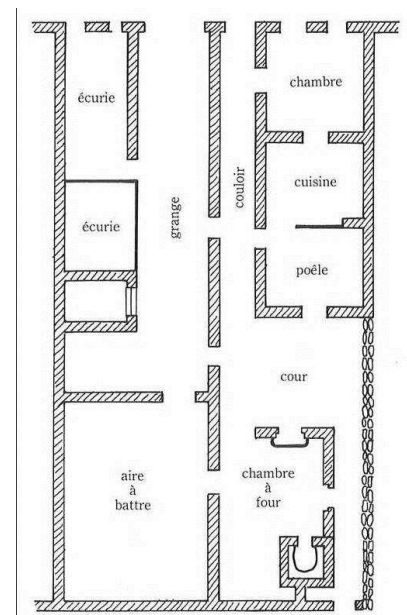 écurie
chambre
cuisine
grange
couloir
écurie
poêle
cour
aire
à
battre
chambre
à
four